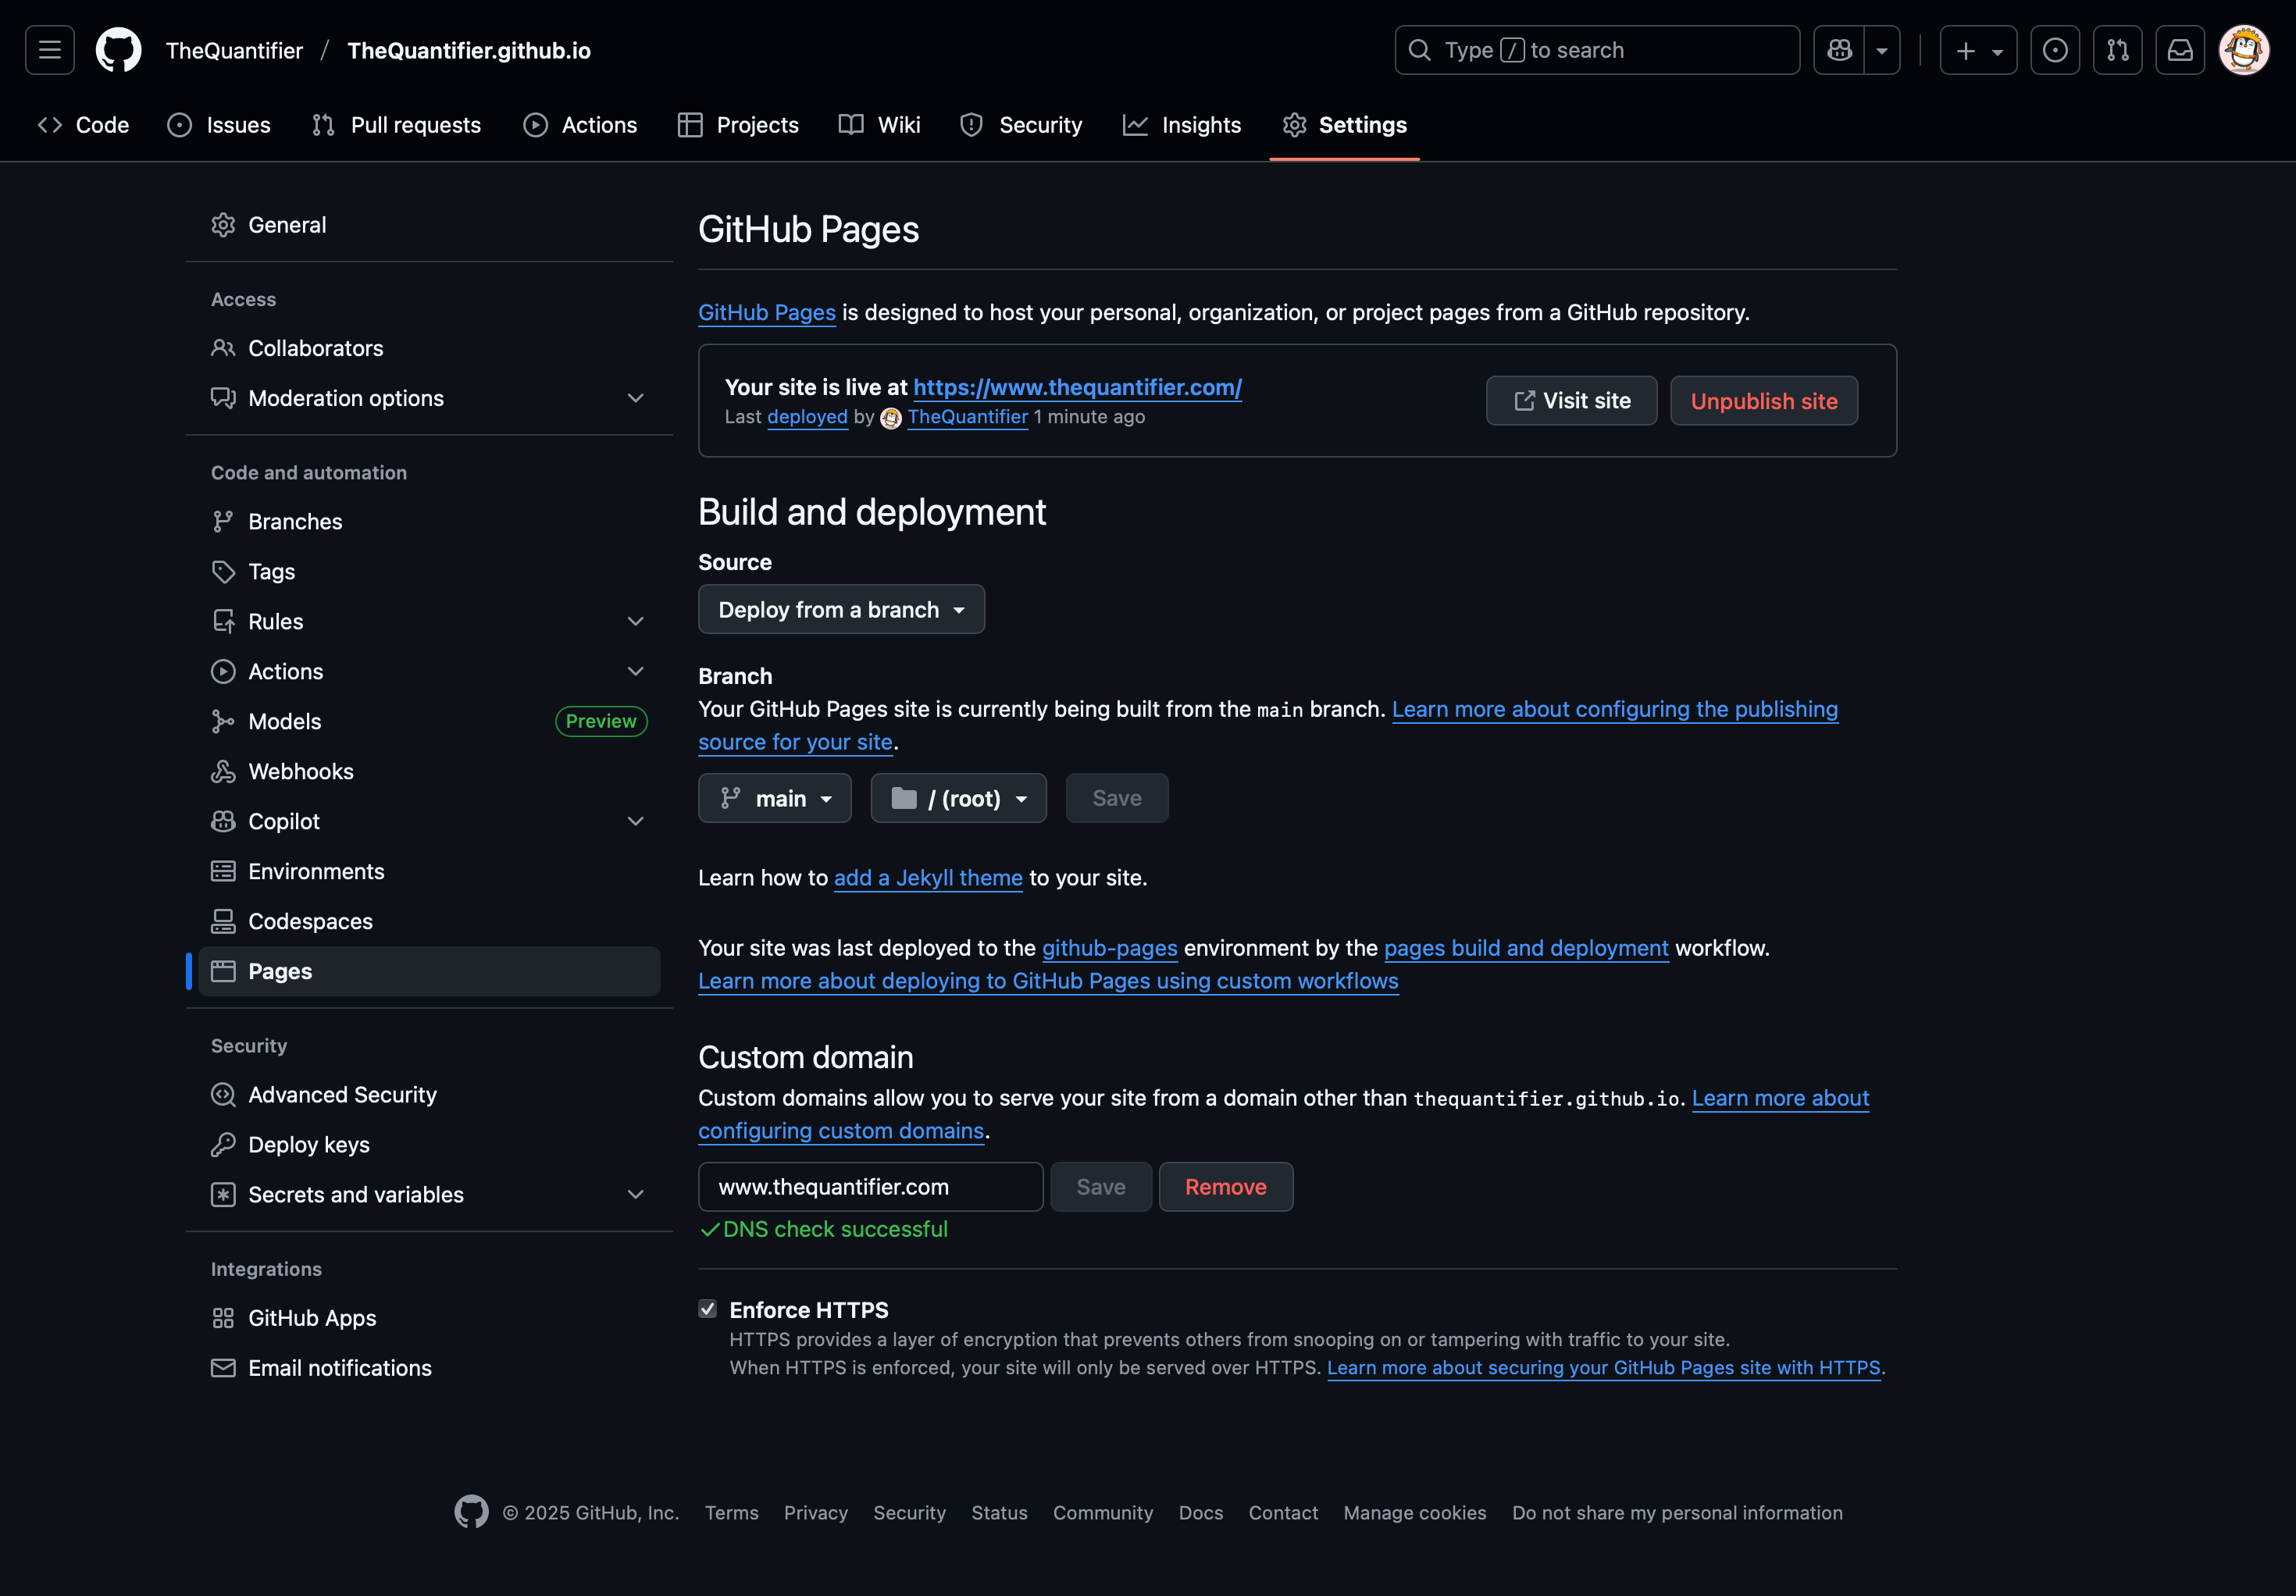 TheQuantifier / TheQuantifier.github.io
Type / to search
Code Issues Pull requests Actions Projects Wiki Security Insights Settings
General
Access
Collaborators
Moderation options
Code and automation
Branches
Tags
Rules
Actions
Models Preview
Webhooks
Copilot
Environments
Codespaces
Pages
Security
Advanced Security
Deploy keys
Secrets and variables
Integrations
GitHub Apps
Email notifications
GitHub Pages
GitHub Pages is designed to host your personal, organization, or project pages from a GitHub repository.
Your site is live at https://www.thequantifier.com/
Last deployed by TheQuantifier 1 minute ago
Visit site Unpublish site
Build and deployment
Source
Deploy from a branch
Branch
Your GitHub Pages site is currently being built from the main branch. Learn more about configuring the publishing
source for your site.
main / (root) Save
Learn how to add a Jekyll theme to your site.
Your site was last deployed to the github-pages environment by the pages build and deployment workflow.
Learn more about deploying to GitHub Pages using custom workflows
Custom domain
Custom domains allow you to serve your site from a domain other than thequantifier.github.io. Learn more about
configuring custom domains.
www.thequantifier.com Save Remove
DNS check successful
Enforce HTTPS
HTTPS provides a layer of encryption that prevents others from snooping on or tampering with traffic to your site.
When HTTPS is enforced, your site will only be served over HTTPS. Learn more about securing your GitHub Pages site with HTTPS.
© 2025 GitHub, Inc. Terms Privacy Security Status Community Docs Contact Manage cookies Do not share my personal information